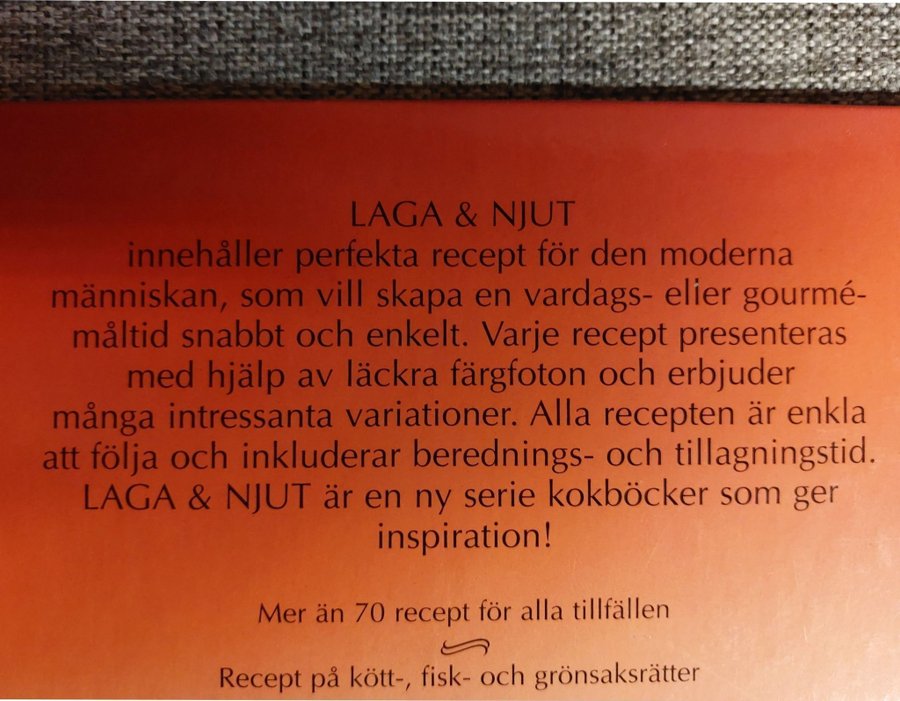 LAGA & NJUT
innehåller perfekta recept för den moderna
människan, som vill skapa en vardags- elier gourmé-
måltid snabbt och enkelt. Varje recept presenteras
med hjälp av läckra färgfoton och erbjuder
många intressanta variationer. Alla recepten är enkla
att följa och inkluderar berednings- och tillagningstid.
LAGA & NJUT är en ny serie kokböcker som ger
inspiration!
Mer än 70 recept för alla tillfällen
Recept på kött-, fisk- och grönsaksrätter